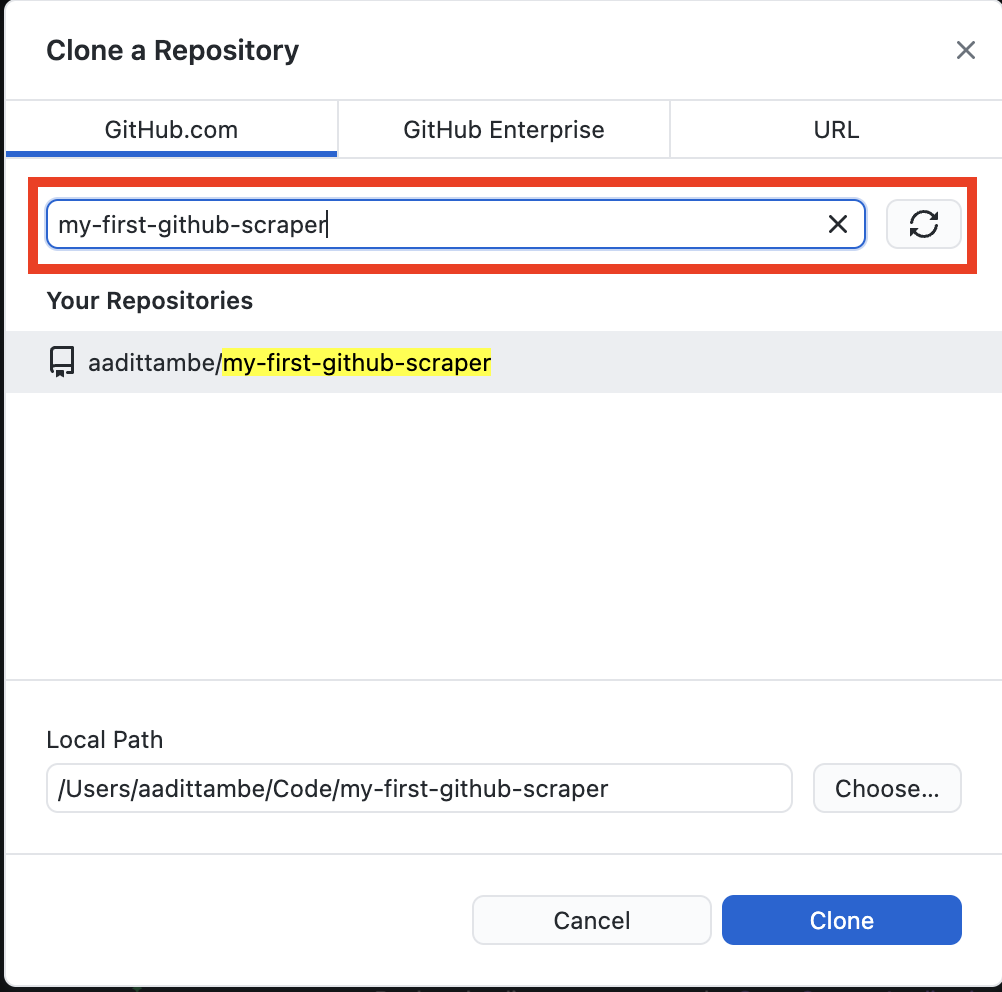 Clone a Repository
GitHub.com
GitHub Enterprise
URL
my-first-github-scraper
Your Repositories
aadittambe/my-first-github-scraper
Local Path
/Users/aadittambe/Code/my-first-github-scraper
Choose...
Cancel
Clone